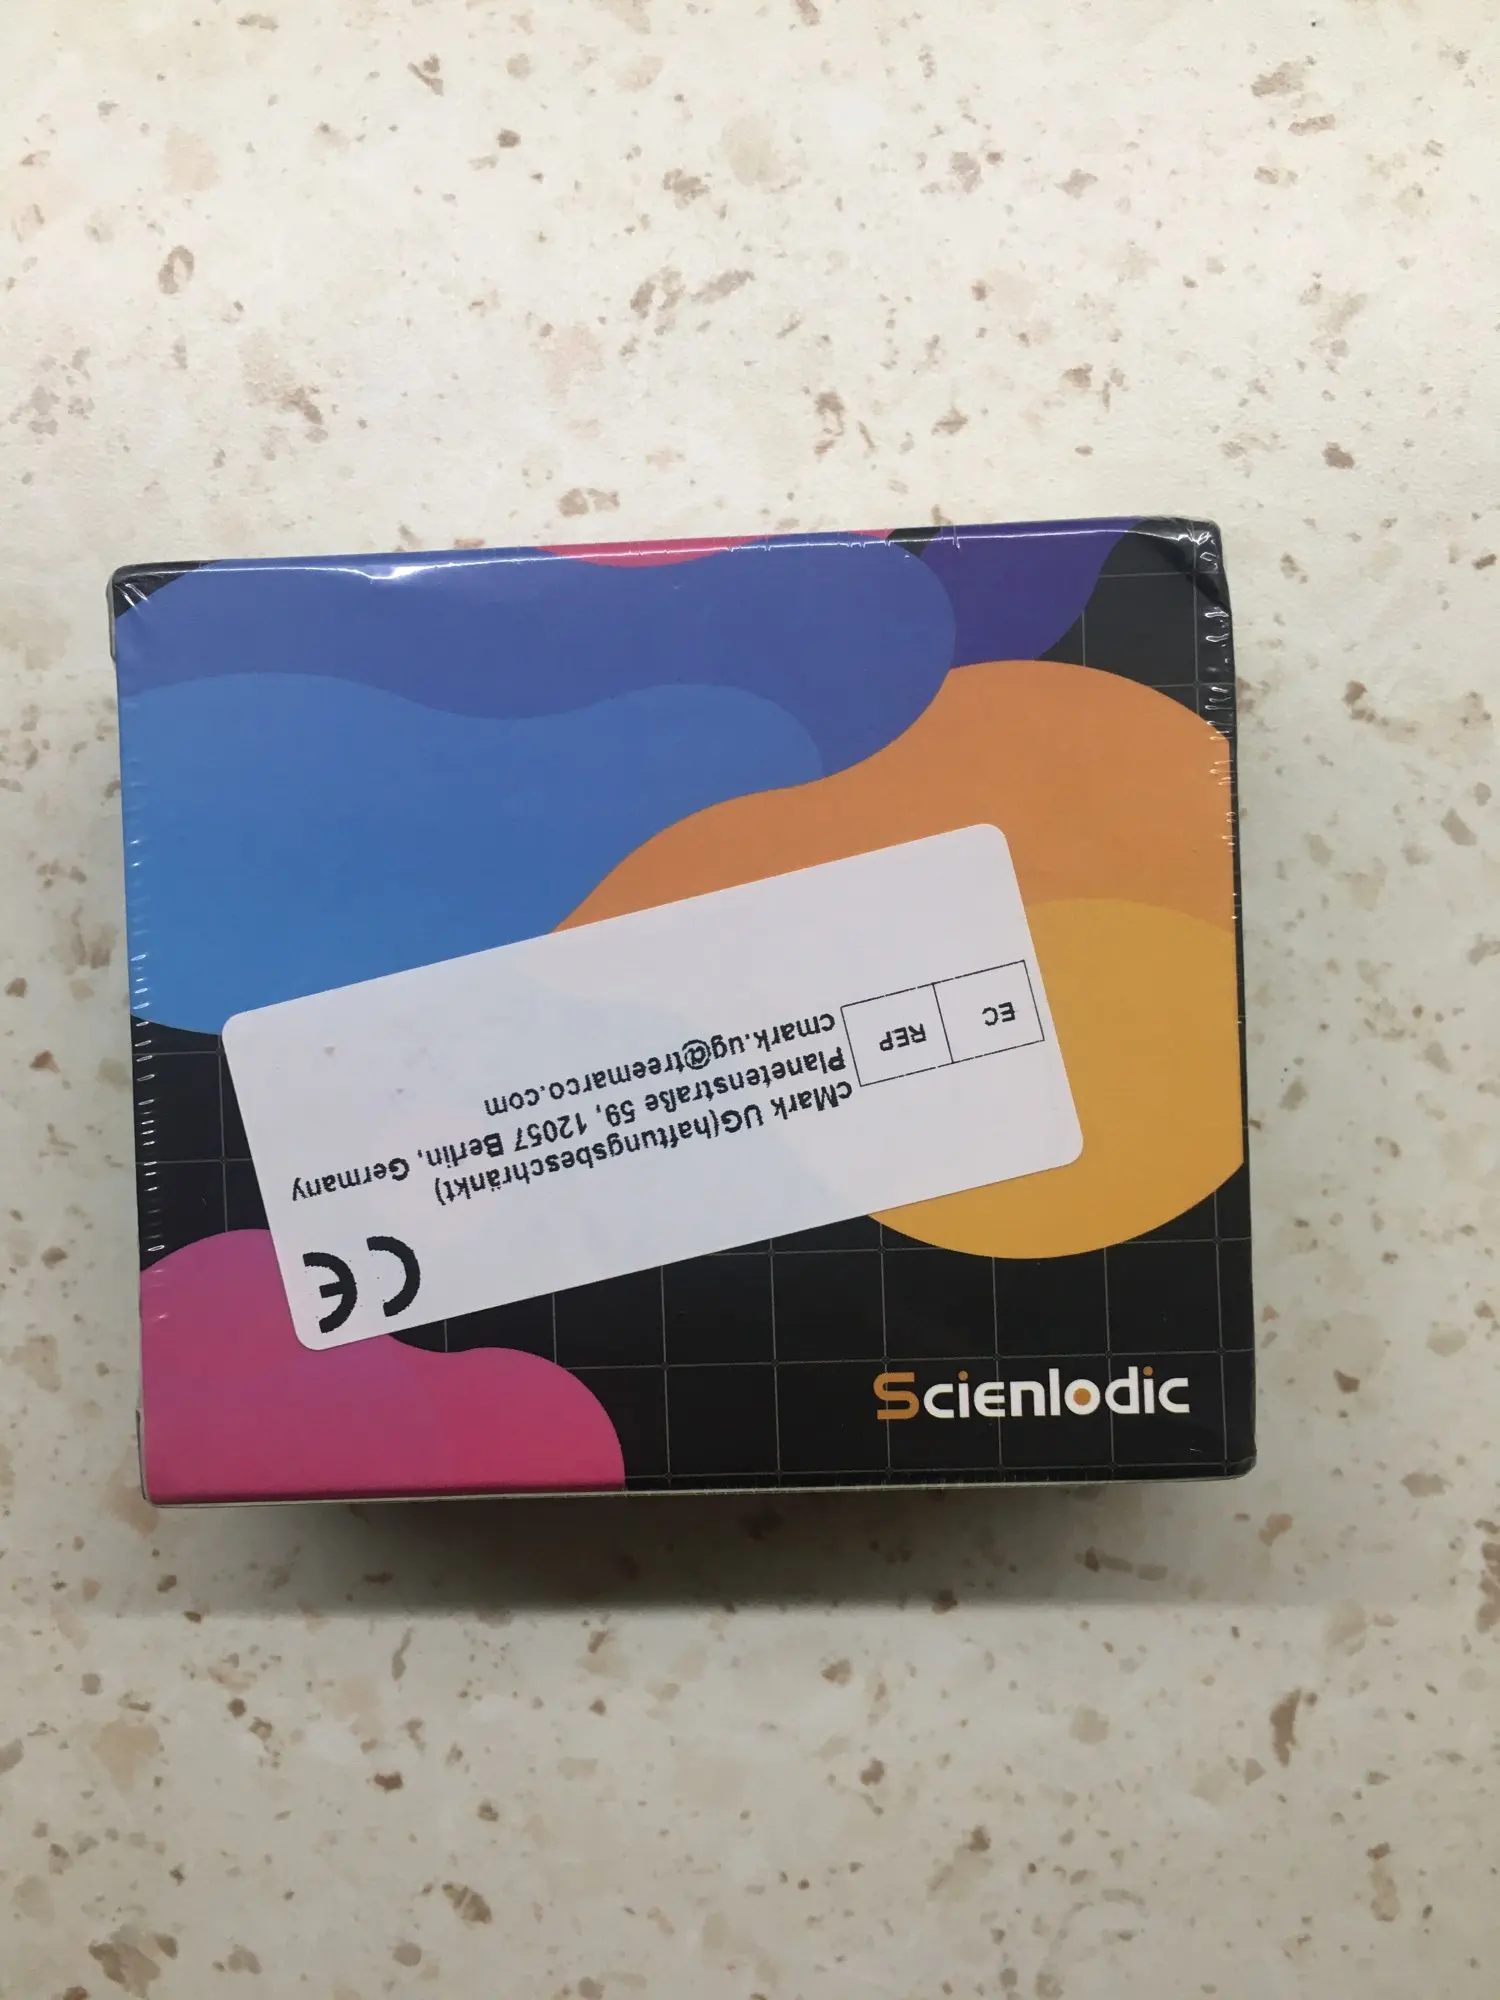 EC REP
cMark UG(haftungsbeschränkt)
Planetenstraße 59, 12057 Berlin, Germany
cmark.ug@treemarco.com
CE
Scienlodic